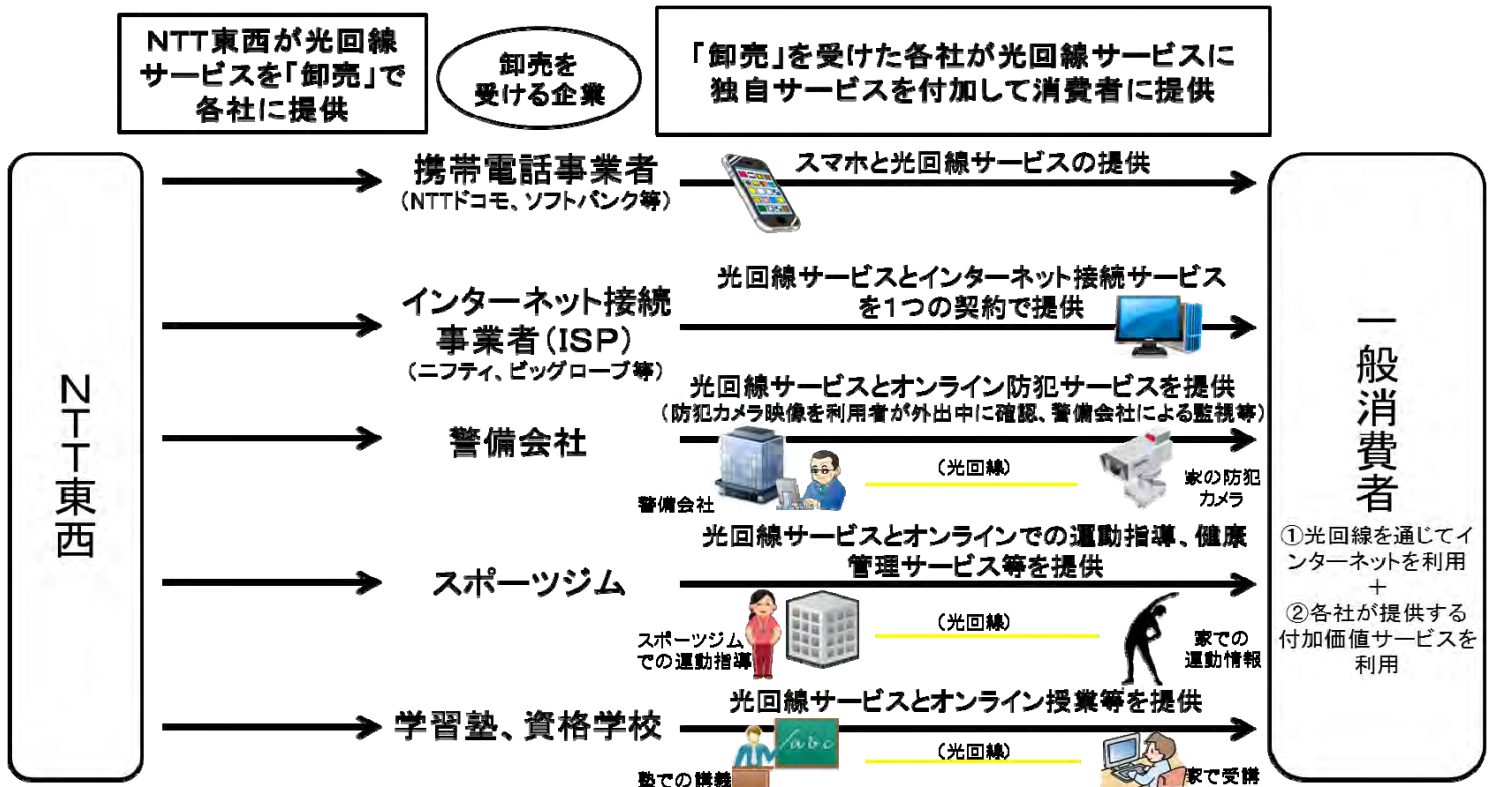 NTT東西が光回線
サービスを「卸売」で
各社に提供
卸売を
受ける企業
「卸売」を受けた各社が光回線サービスに
独自サービスを付加して消費者に提供
NTT東西
携帯電話事業者
(NTTドコモ、ソフトバンク等)
スマホと光回線サービスの提供
インターネット接続
事業者(ISP)
(ニフティ、ビッグローブ等)
光回線サービスとインターネット接続サービス
を1つの契約で提供
警備会社
光回線サービスとオンライン防犯サービスを提供
(防犯カメラ映像を利用者が外出中に確認、警備会社による監視等)
(光回線)
警備会社
家の防犯
カメラ
スポーツジム
光回線サービスとオンラインでの運動指導、健康
管理サービス等を提供
(光回線)
スポーツジム
での運動指導
家での
運動情報
学習塾、資格学校
光回線サービスとオンライン授業等を提供
abc
(光回線)
塾での講義
家で受講
一般消費者
①光回線を通じてイ
ンターネットを利用
+
②各社が提供する
付加価値サービスを
利用